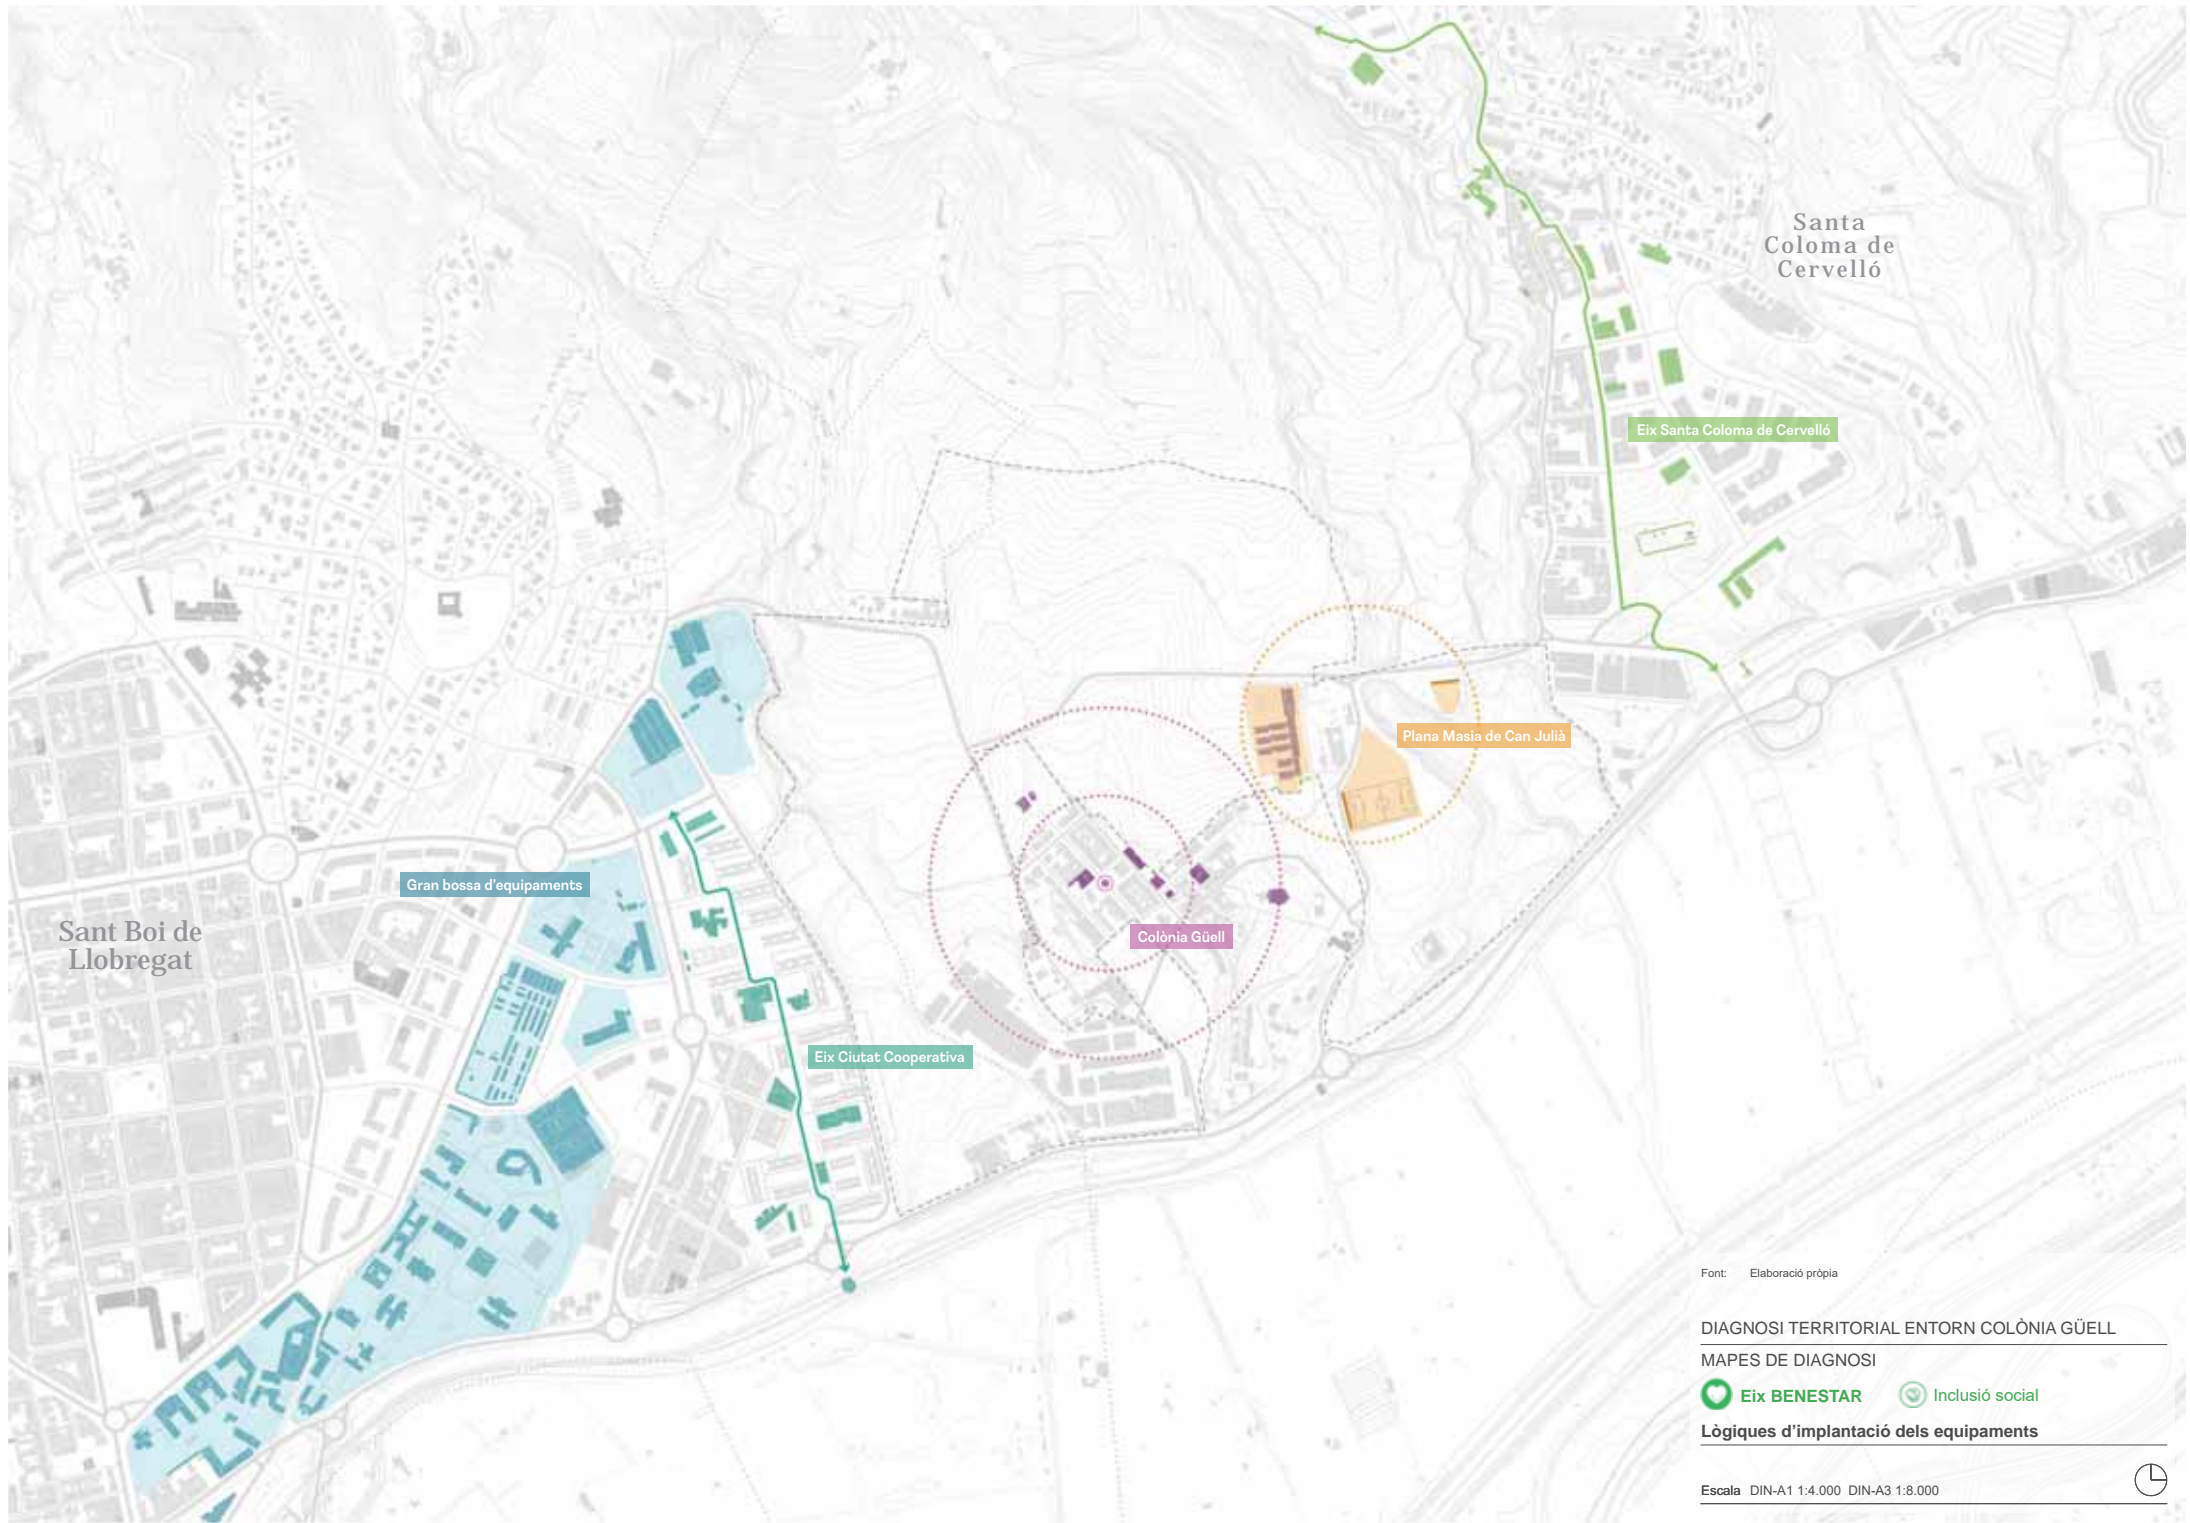 Santa
Coloma de
Cervelló
Eix Santa Coloma de Cervelló
Plana Masia de Can Julià
Gran bossa d'equipaments
Sant Boi de
Llobregat
Colònia Güell
Eix Ciutat Cooperativa
Font: Elaboració pròpia
DIAGNOSI TERRITORIAL ENTORN COLÒNIA GÜELL
MAPES DE DIAGNOSI
Eix BENESTAR Inclusió social
Lògiques d'implantació dels equipaments
Escala DIN-A1 1:4.000 DIN-A3 1:8.000